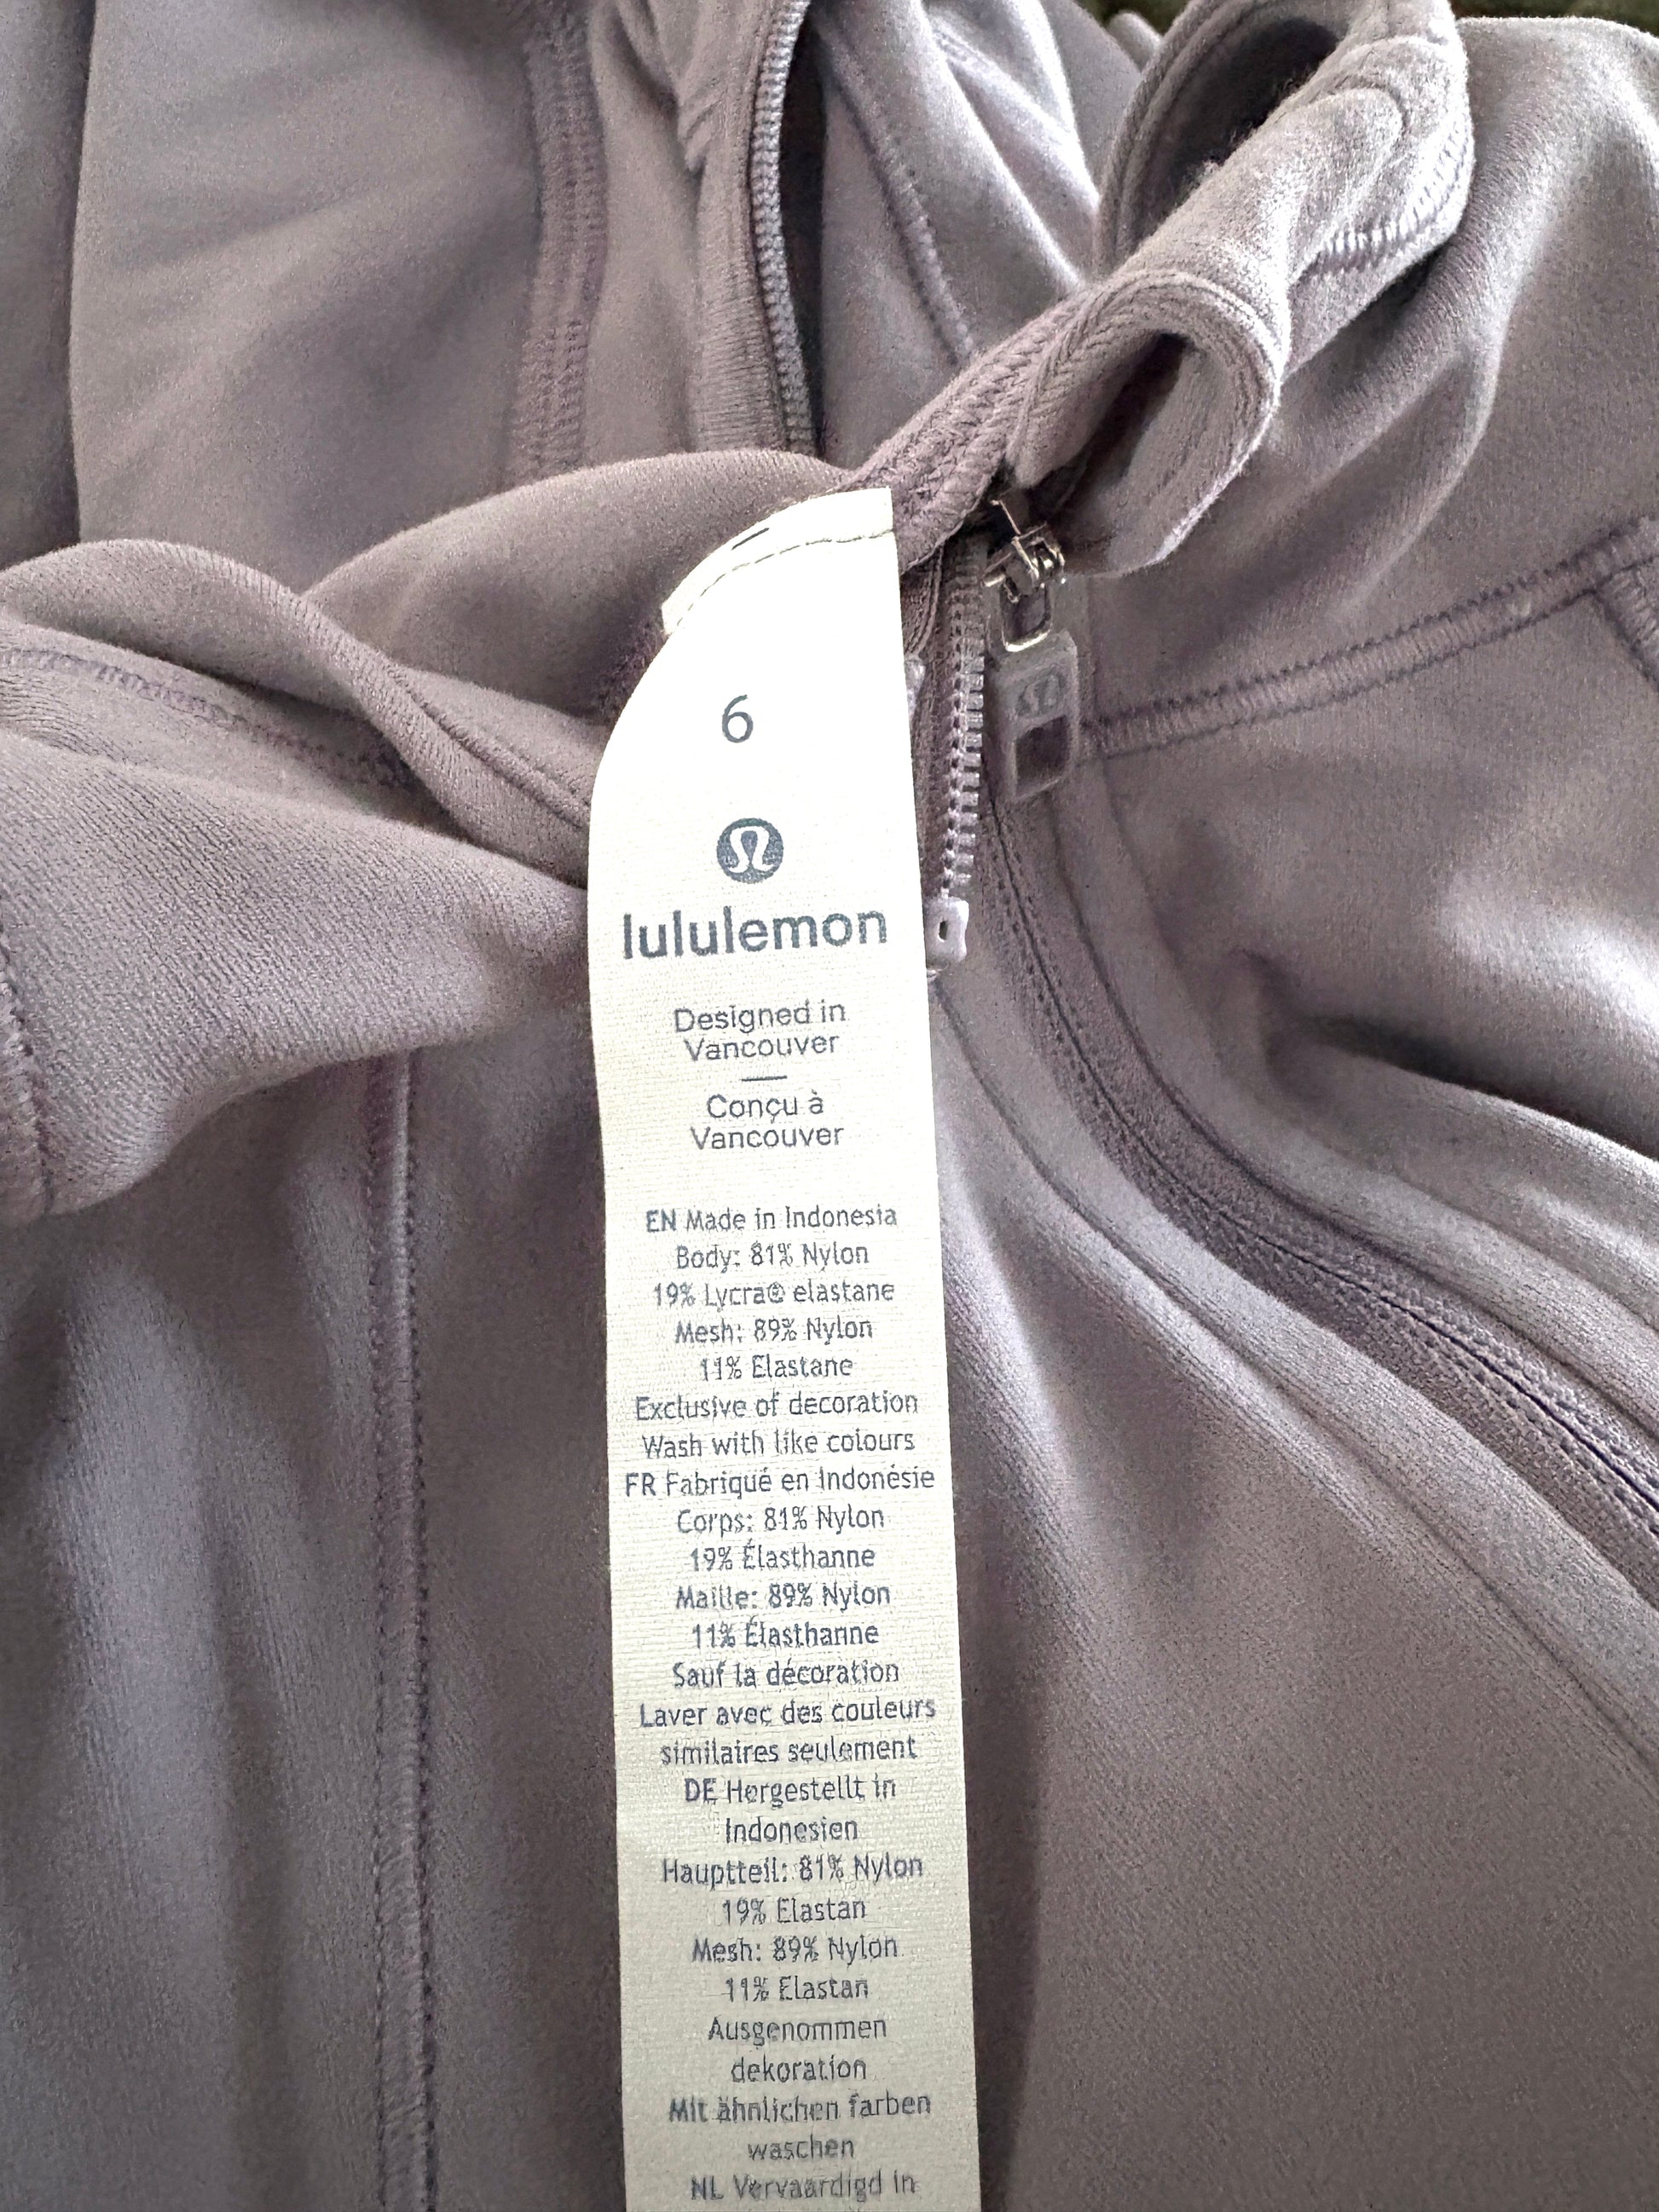 6
lululemon
Designed in
Vancouver
Conçu à
Vancouver
EN Made in Indonesia
Body: 81% Nylon
19% Lycra® elastane
Mesh: 89% Nylon
11% Elastane
Exclusive of decoration
Wash with like colours
FR Fabriqué en Indonésie
Corps: 81% Nylon
19% Élasthanne
Maille: 89% Nylon
11% Élasthanne
Sauf la décoration
Laver avec des couleurs
similaires seulement
DE Hergestellt in
Indonesien
Hauptteil: 81% Nylon
19% Elastan
Mesh: 89% Nylon
11% Elastan
Ausgenommen
dekoration
Mit ähnlichen farben
waschen
NL Vervaardigd in